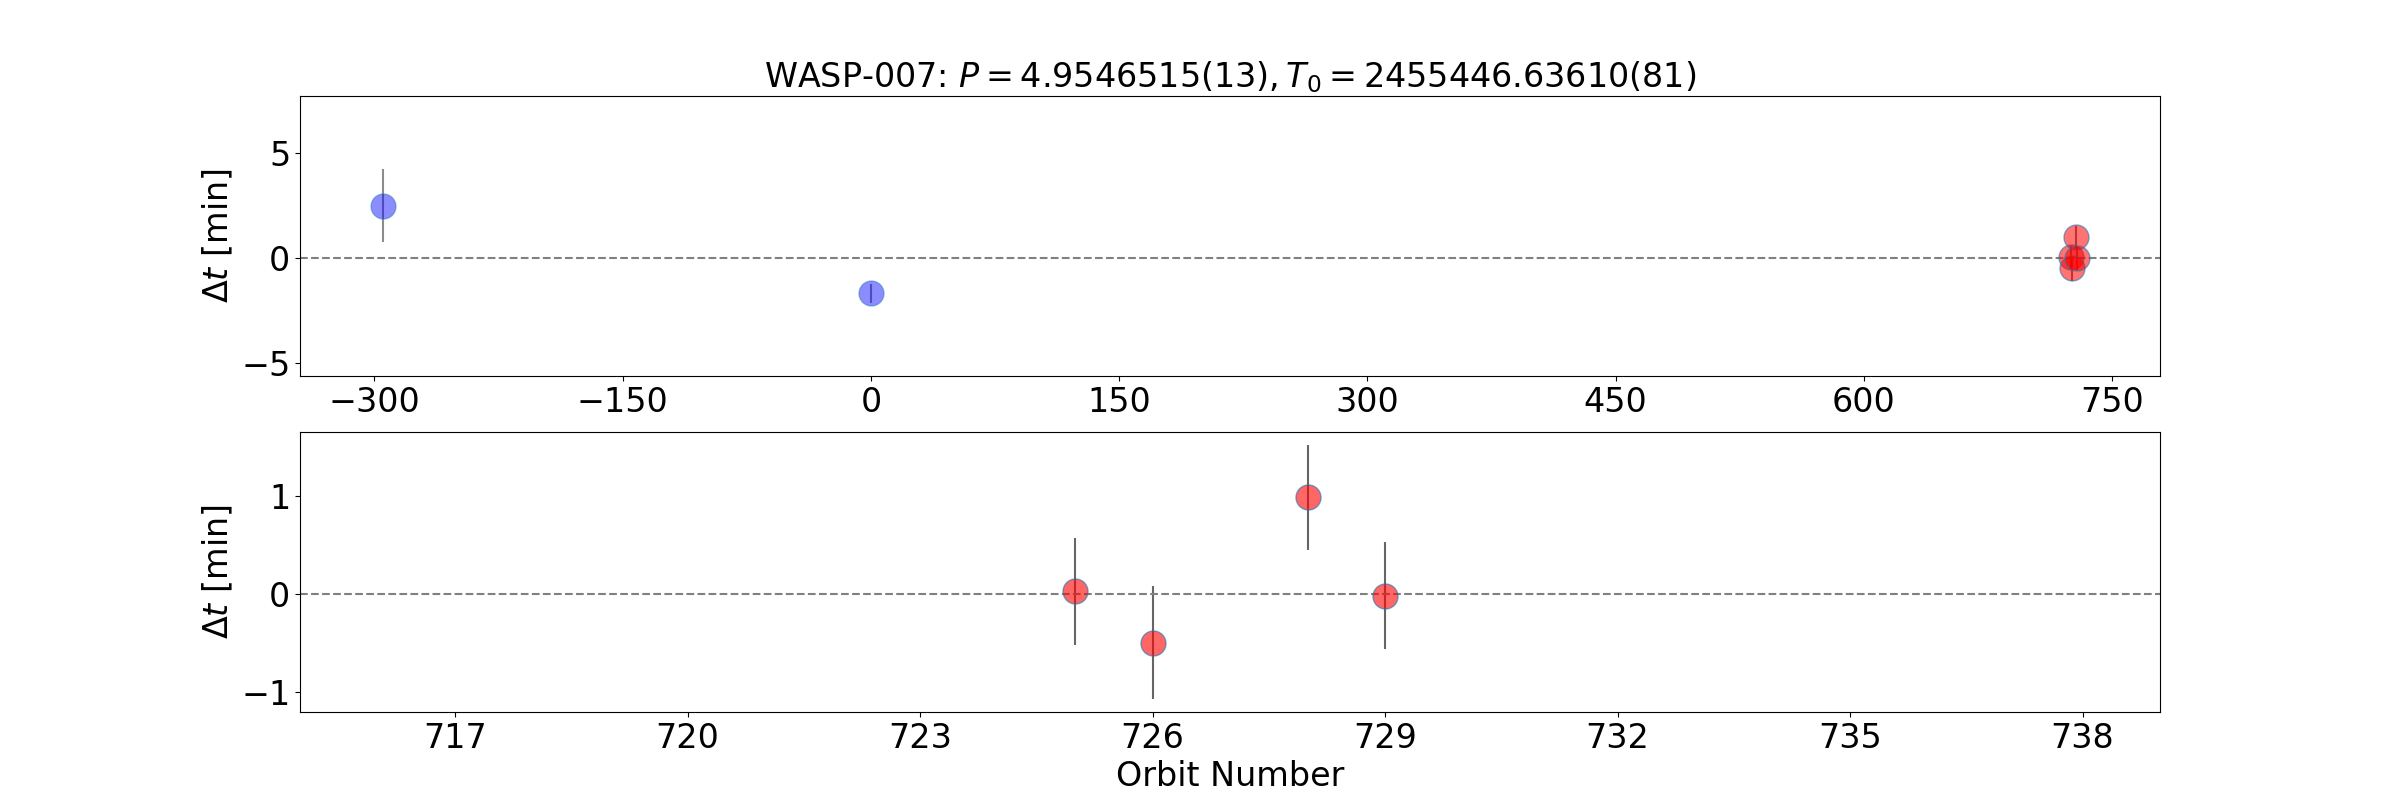 WASP-007: P = 4.9546515(13), T₀ = 2455446.63610(81)
Δt [min]
5
0
−5
−300 −150 0 150 300 450 600 750
Δt [min]
1
0
−1
717 720 723 726 729 732 735 738
Orbit Number